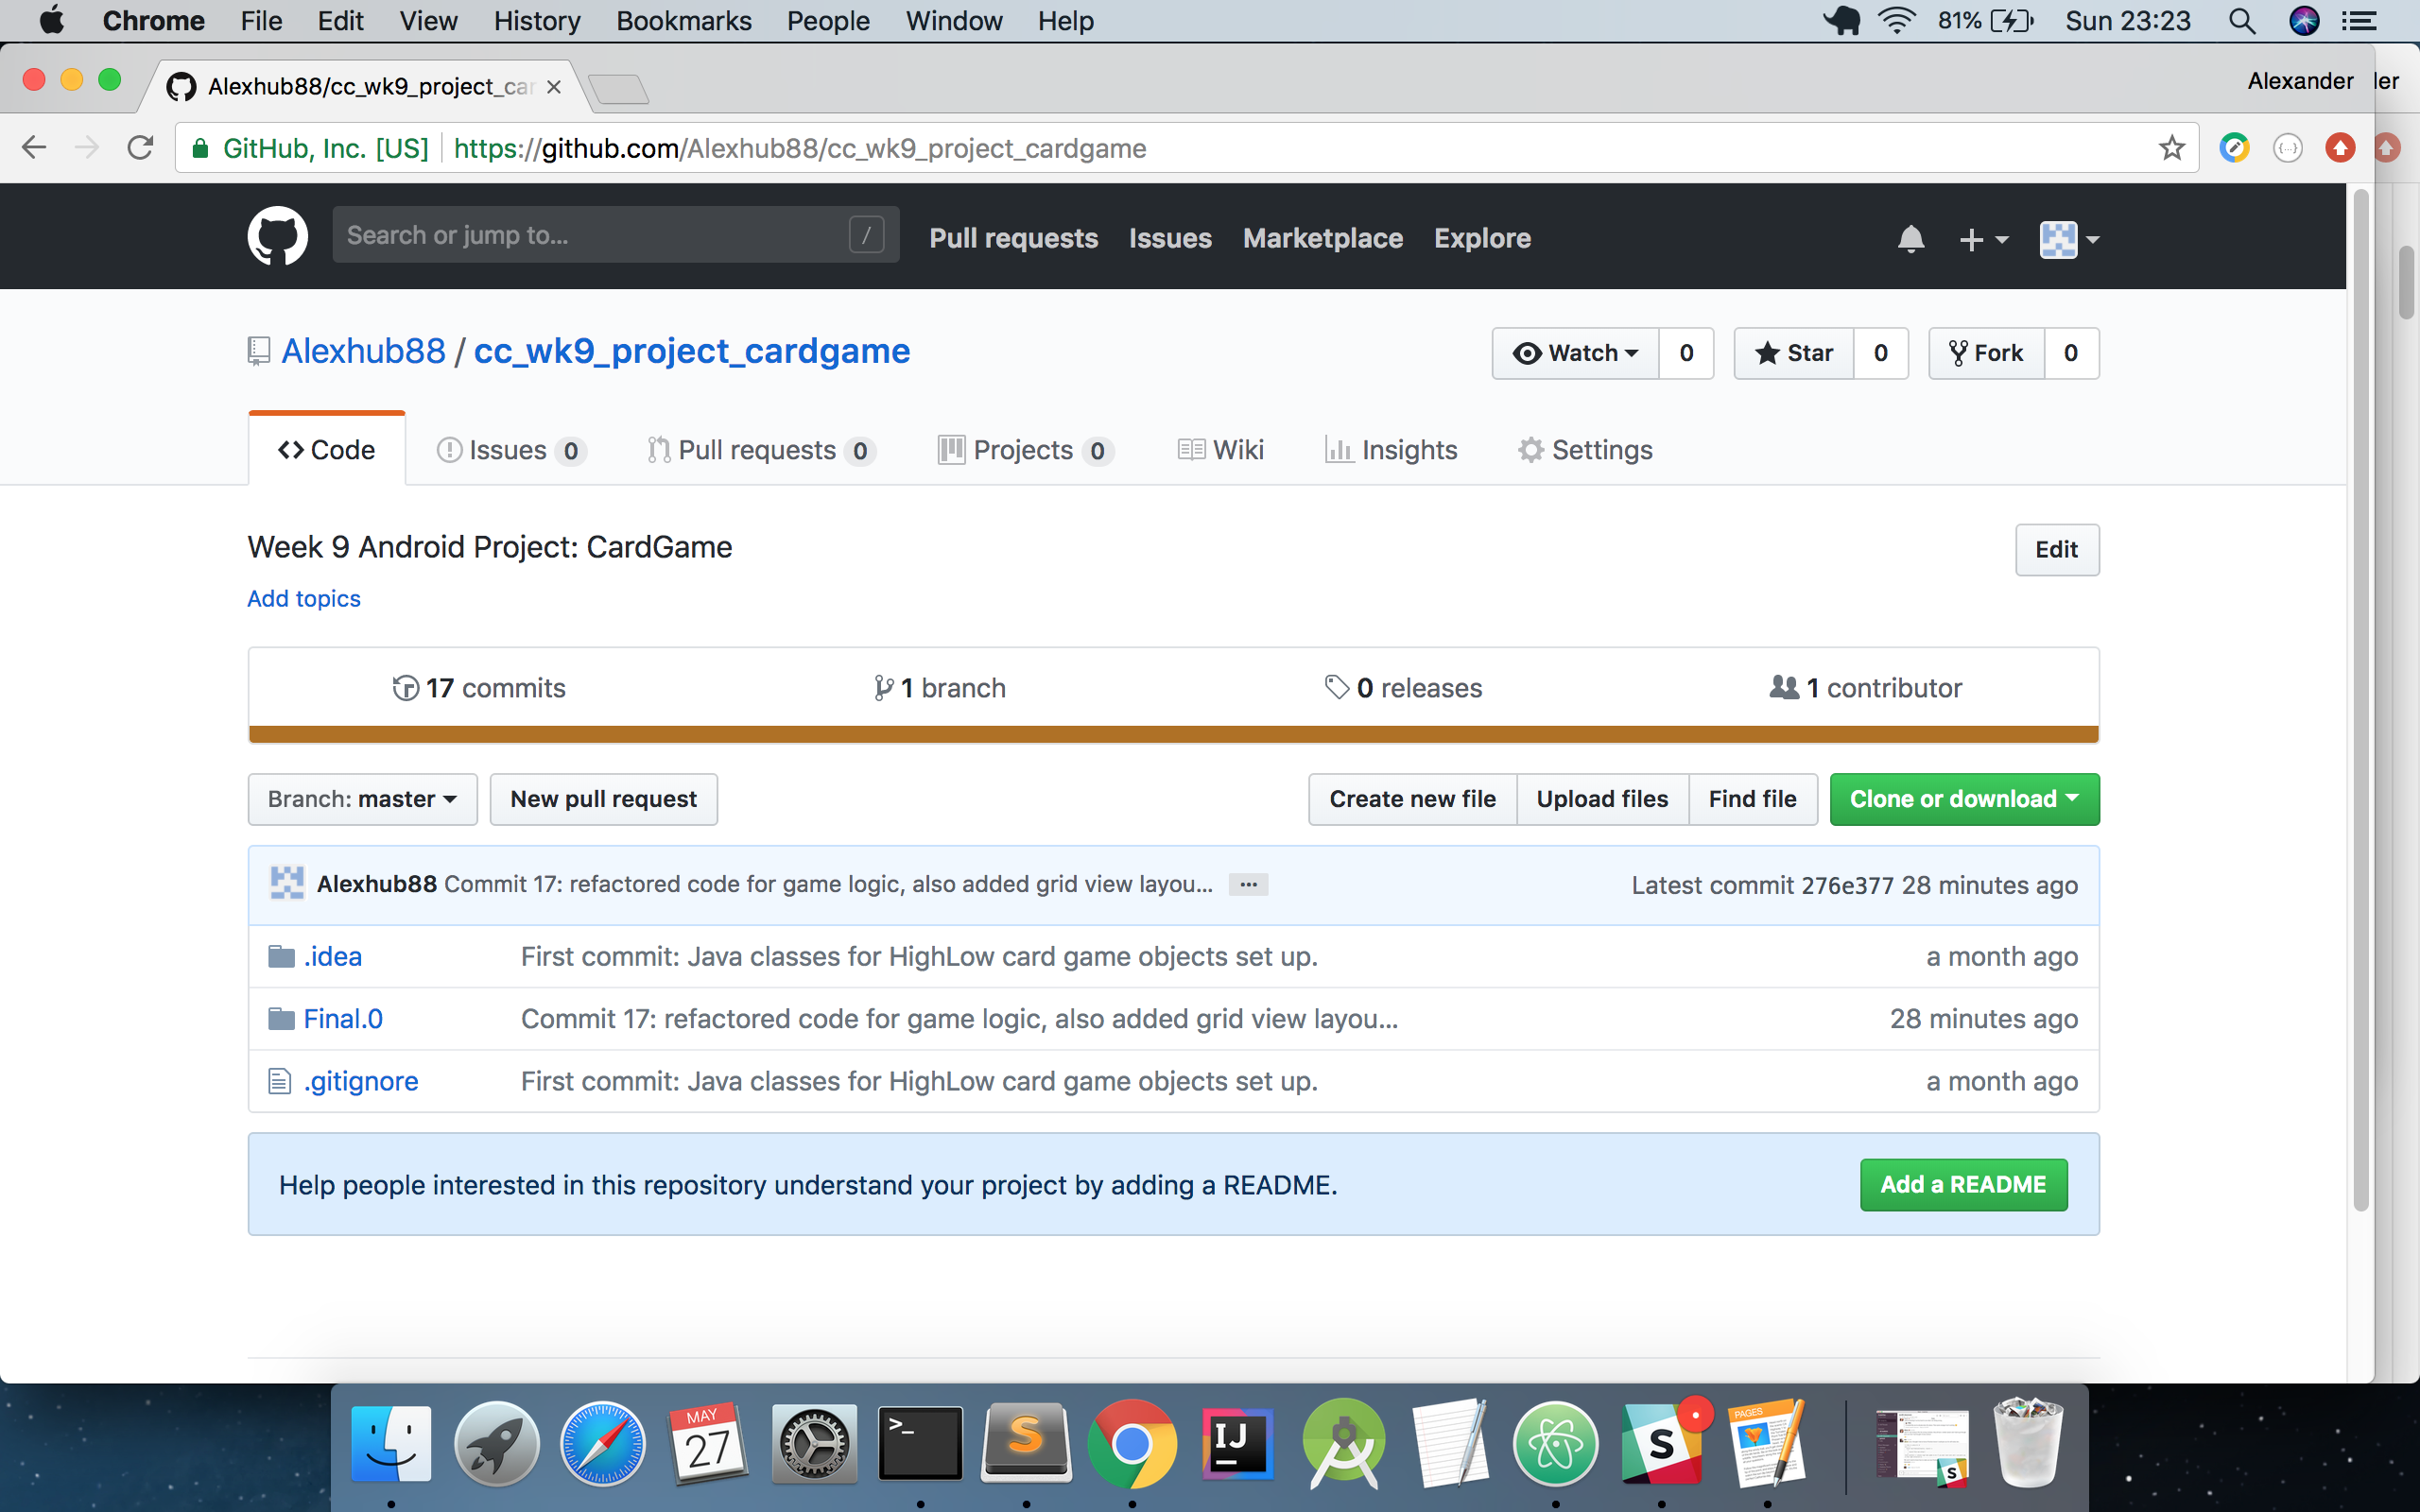 Chrome File Edit View History Bookmarks People Window Help 81% Sun 23:23
Alexhub88/cc_wk9_project_car Alexander ler
GitHub, Inc. [US] https://github.com/Alexhub88/cc_wk9_project_cardgame
Search or jump to... / Pull requests Issues Marketplace Explore
Alexhub88 / cc_wk9_project_cardgame Watch 0 Star 0 Fork 0
Code Issues 0 Pull requests 0 Projects 0 Wiki Insights Settings
Week 9 Android Project: CardGame Edit
Add topics
17 commits 1 branch 0 releases 1 contributor
Branch: master New pull request Create new file Upload files Find file Clone or download
Alexhub88 Commit 17: refactored code for game logic, also added grid view layou... ... Latest commit 276e377 28 minutes ago
.idea First commit: Java classes for HighLow card game objects set up. a month ago
Final.0 Commit 17: refactored code for game logic, also added grid view layou... 28 minutes ago
.gitignore First commit: Java classes for HighLow card game objects set up. a month ago
Help people interested in this repository understand your project by adding a README. Add a README
MAY 27 >_ S IJ S PAGES S